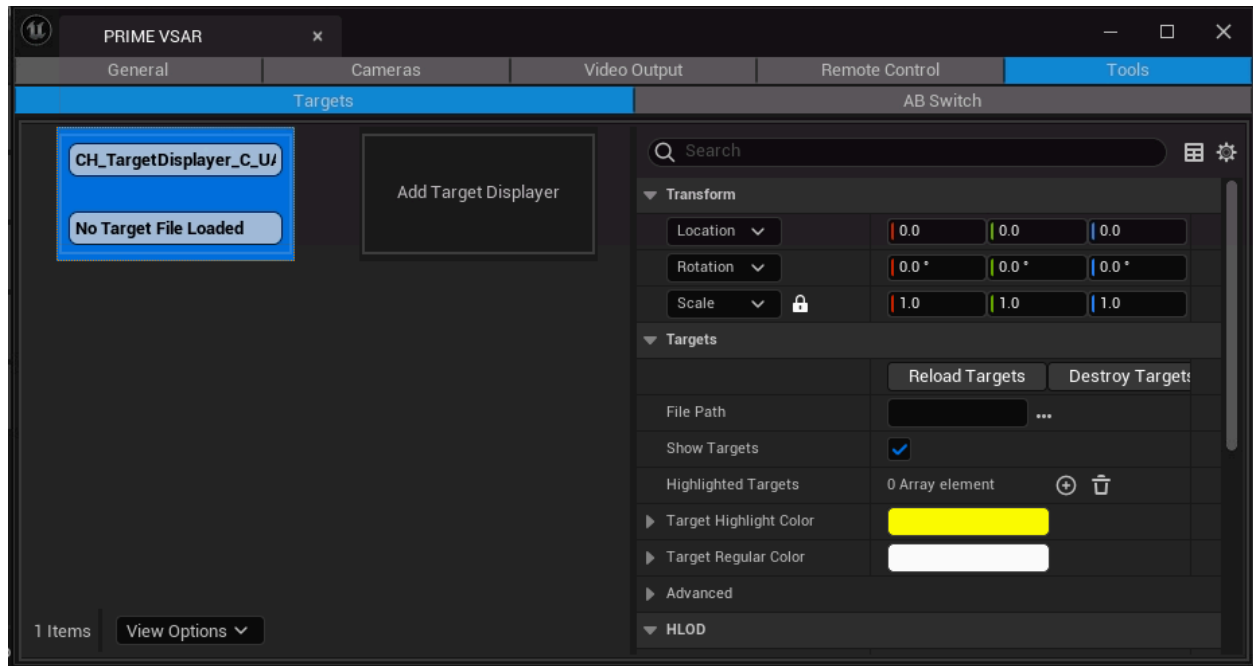 PRIME VSAR
General
Cameras
Video Output
Remote Control
Tools
Targets
AB Switch
CH_TargetDisplayer_C_UA
No Target File Loaded
Add Target Displayer
Search
Transform
Location 0.0 0.0 0.0
Rotation 0.0 ° 0.0 ° 0.0 °
Scale 1.0 1.0 1.0
Targets
Reload Targets Destroy Targets
File Path
Show Targets
Highlighted Targets 0 Array element
Target Highlight Color
Target Regular Color
Advanced
HLOD
1 Items View Options